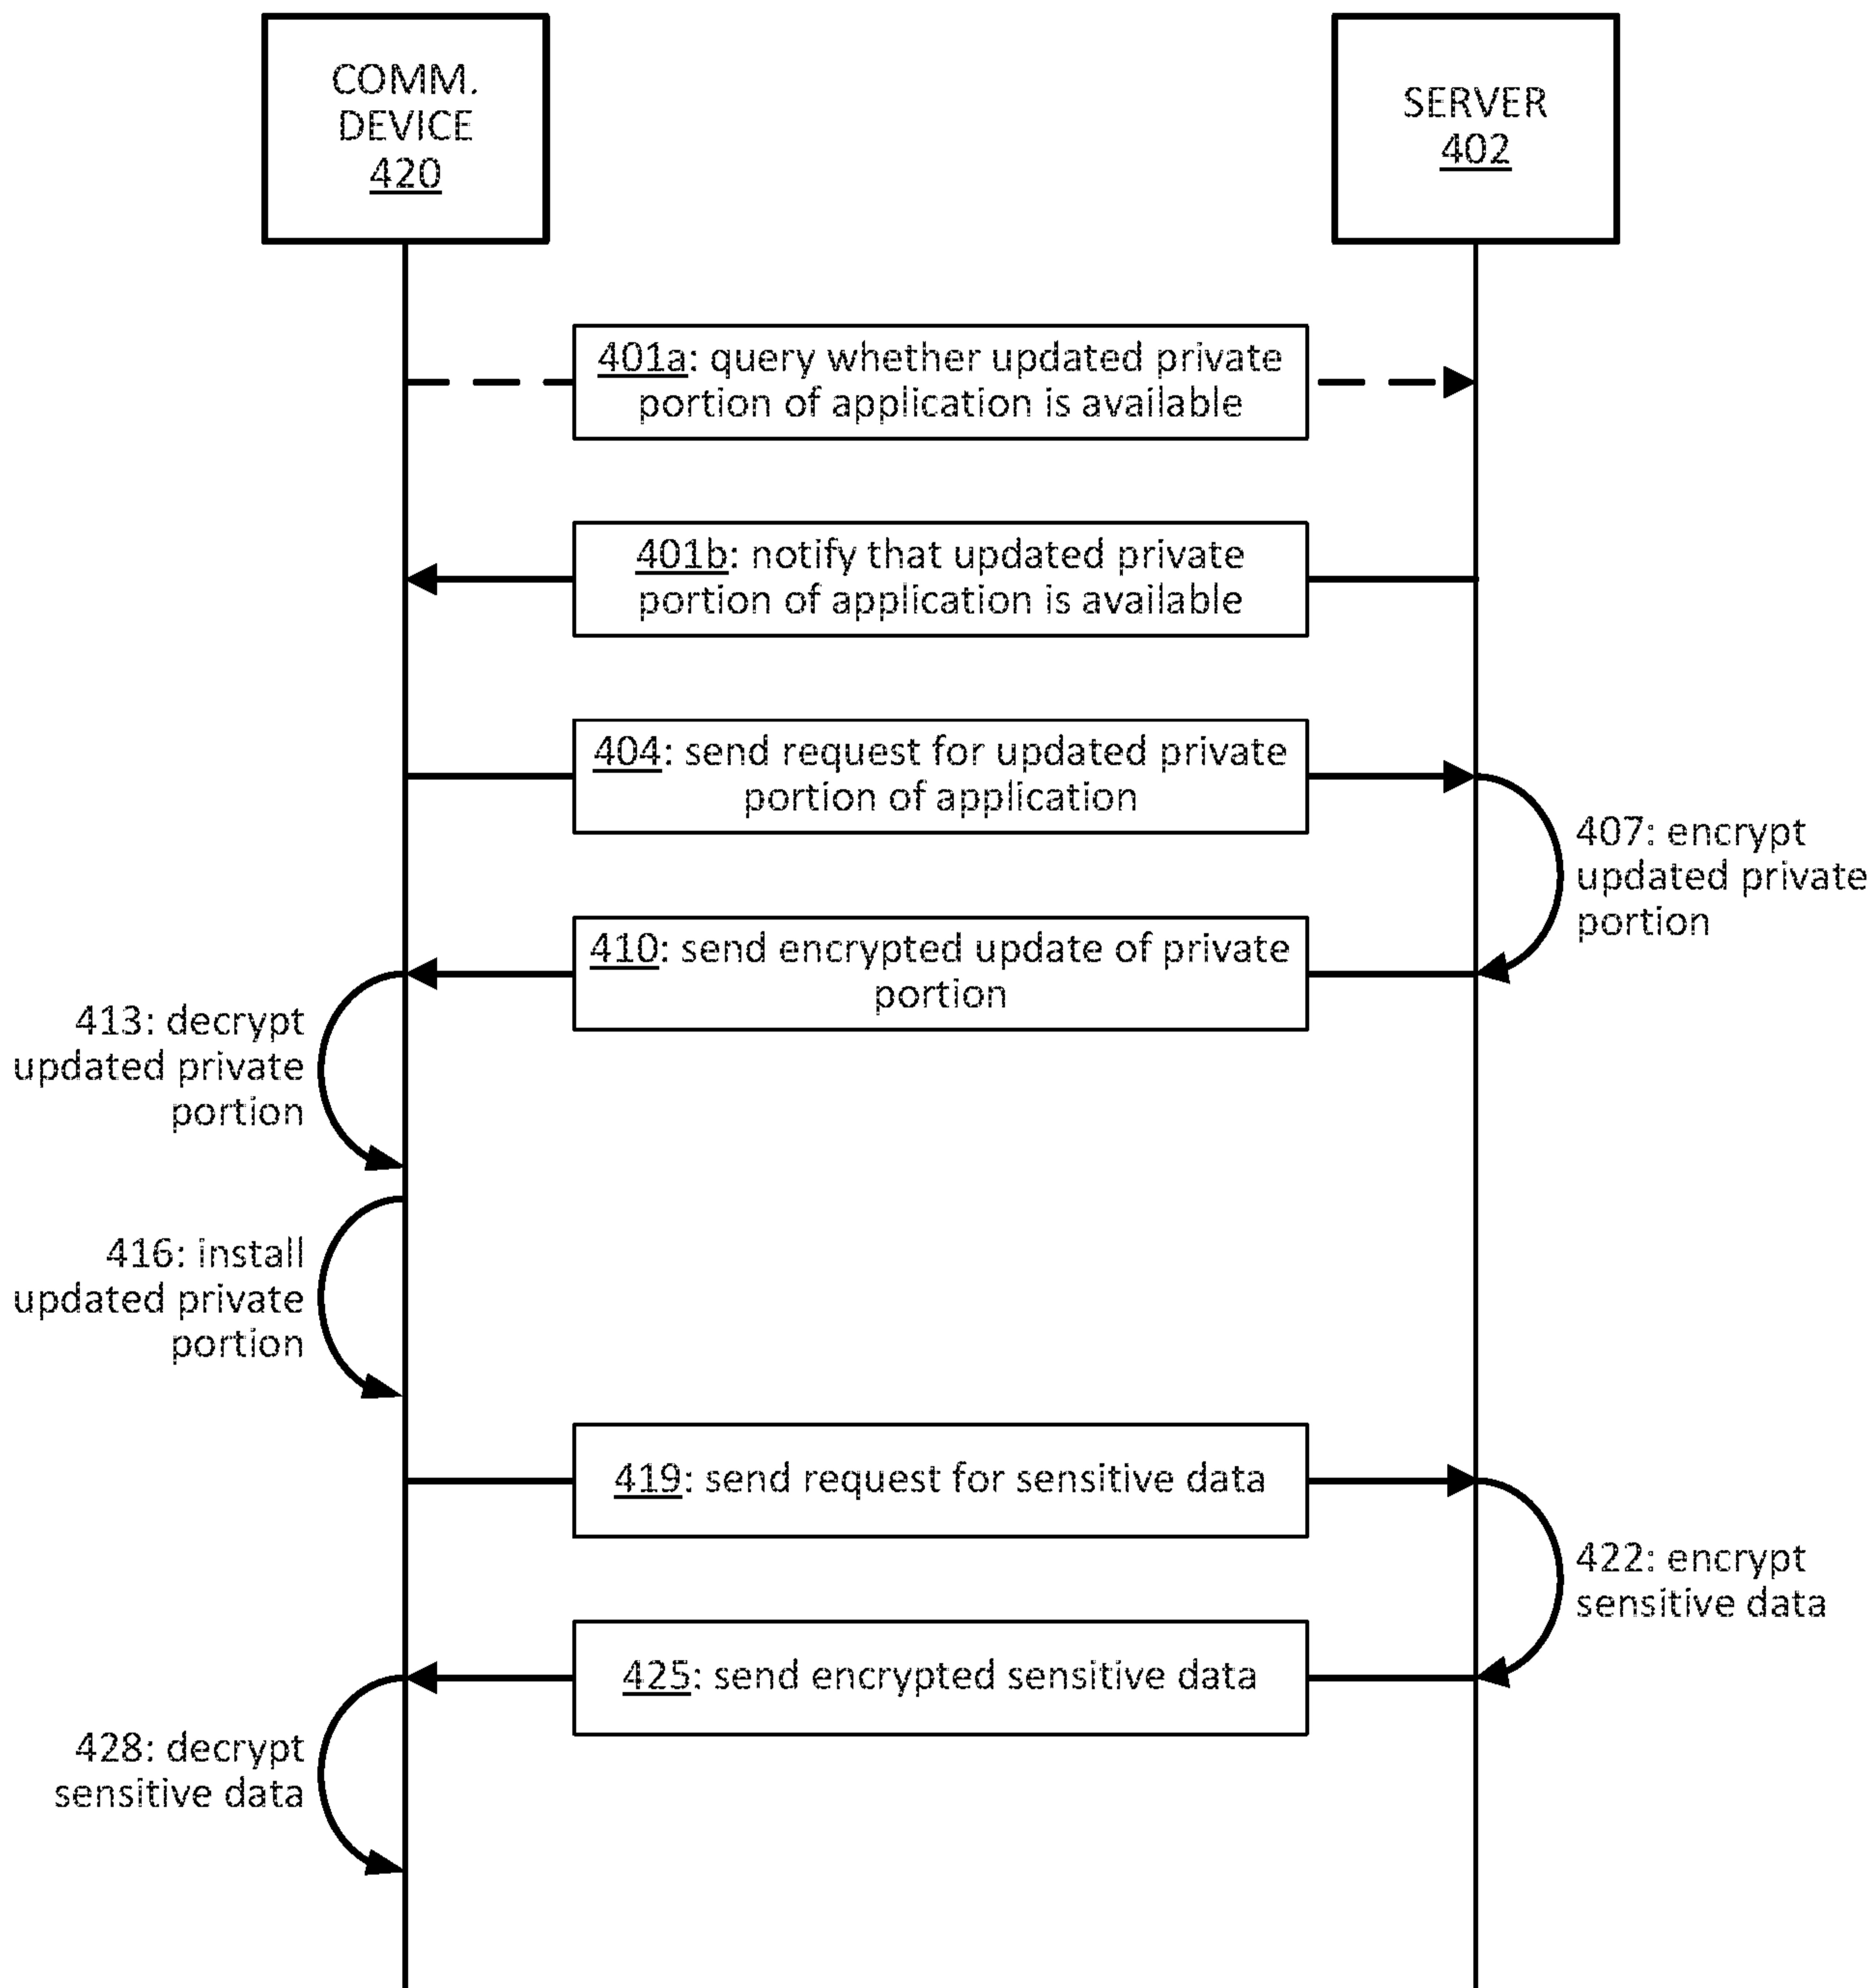 COMM.
DEVICE
420
SERVER
402
401a: query whether updated private
portion of application is available
401b: notify that updated private
portion of application is available
404: send request for updated private
portion of application
407: encrypt
updated private
portion
410: send encrypted update of private
portion
413: decrypt
updated private
portion
416: install
updated private
portion
419: send request for sensitive data
422: encrypt
sensitive data
425: send encrypted sensitive data
428: decrypt
sensitive data